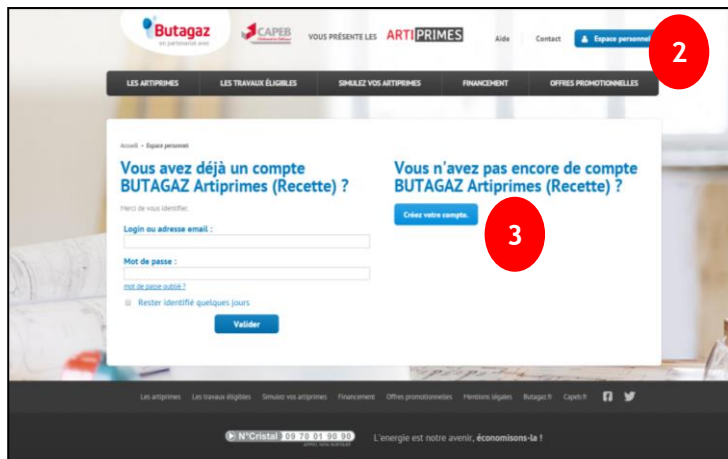 Butagaz
en partenariat avec
CAPEB
VOUS PRÉSENTE LES
ARTIPRIMES
Aide
Contact
Espace personnel
2
LES ARTIPRIMES
LES TRAVAUX ÉLIGIBLES
SIMULEZ VOS ARTIPRIMES
FINANCEMENT
OFFRES PROMOTIONNELLES
Accueil • Espace personnel
Vous avez déjà un compte
BUTAGAZ Artiprimes (Recette) ?
Merci de vous identifier.
Login ou adresse email :
Mot de passe :
mot de passe oublié ?
Rester identifié quelques jours
Valider
Vous n'avez pas encore de compte
BUTAGAZ Artiprimes (Recette) ?
Créez votre compte.
3
Les artiprimes Les travaux éligibles Simulez vos artiprimes Financement Offres promotionnelles Mentions légales Butagaz.fr Capeb.fr
N°Cristal 09 70 01 90 90
APPEL NON SURTAXÉ
L'energie est notre avenir, économisons-la !